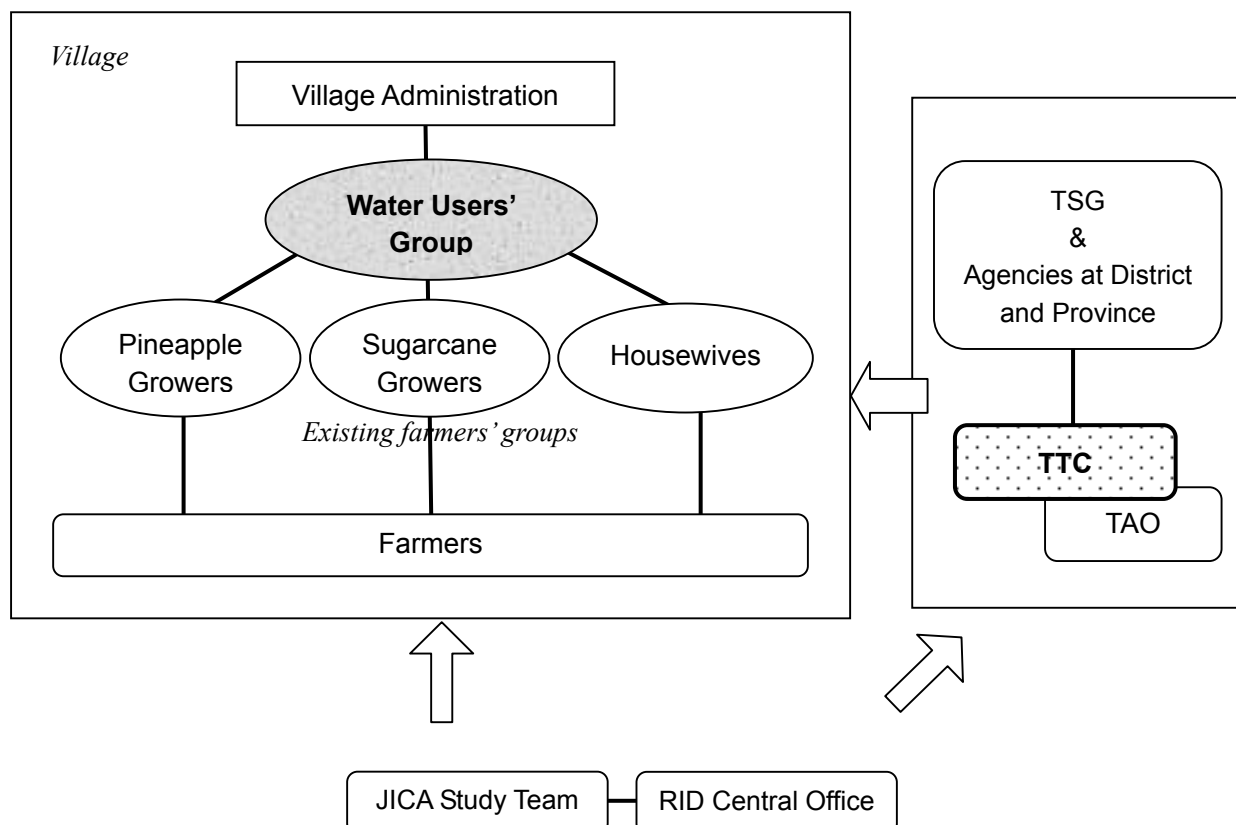 Village
Village Administration
Water Users’
Group
Pineapple
Growers
Sugarcane
Growers
Housewives
Existing farmers’ groups
Farmers
TSG
&
Agencies at District
and Province
TTC
TAO
JICA Study Team
RID Central Office